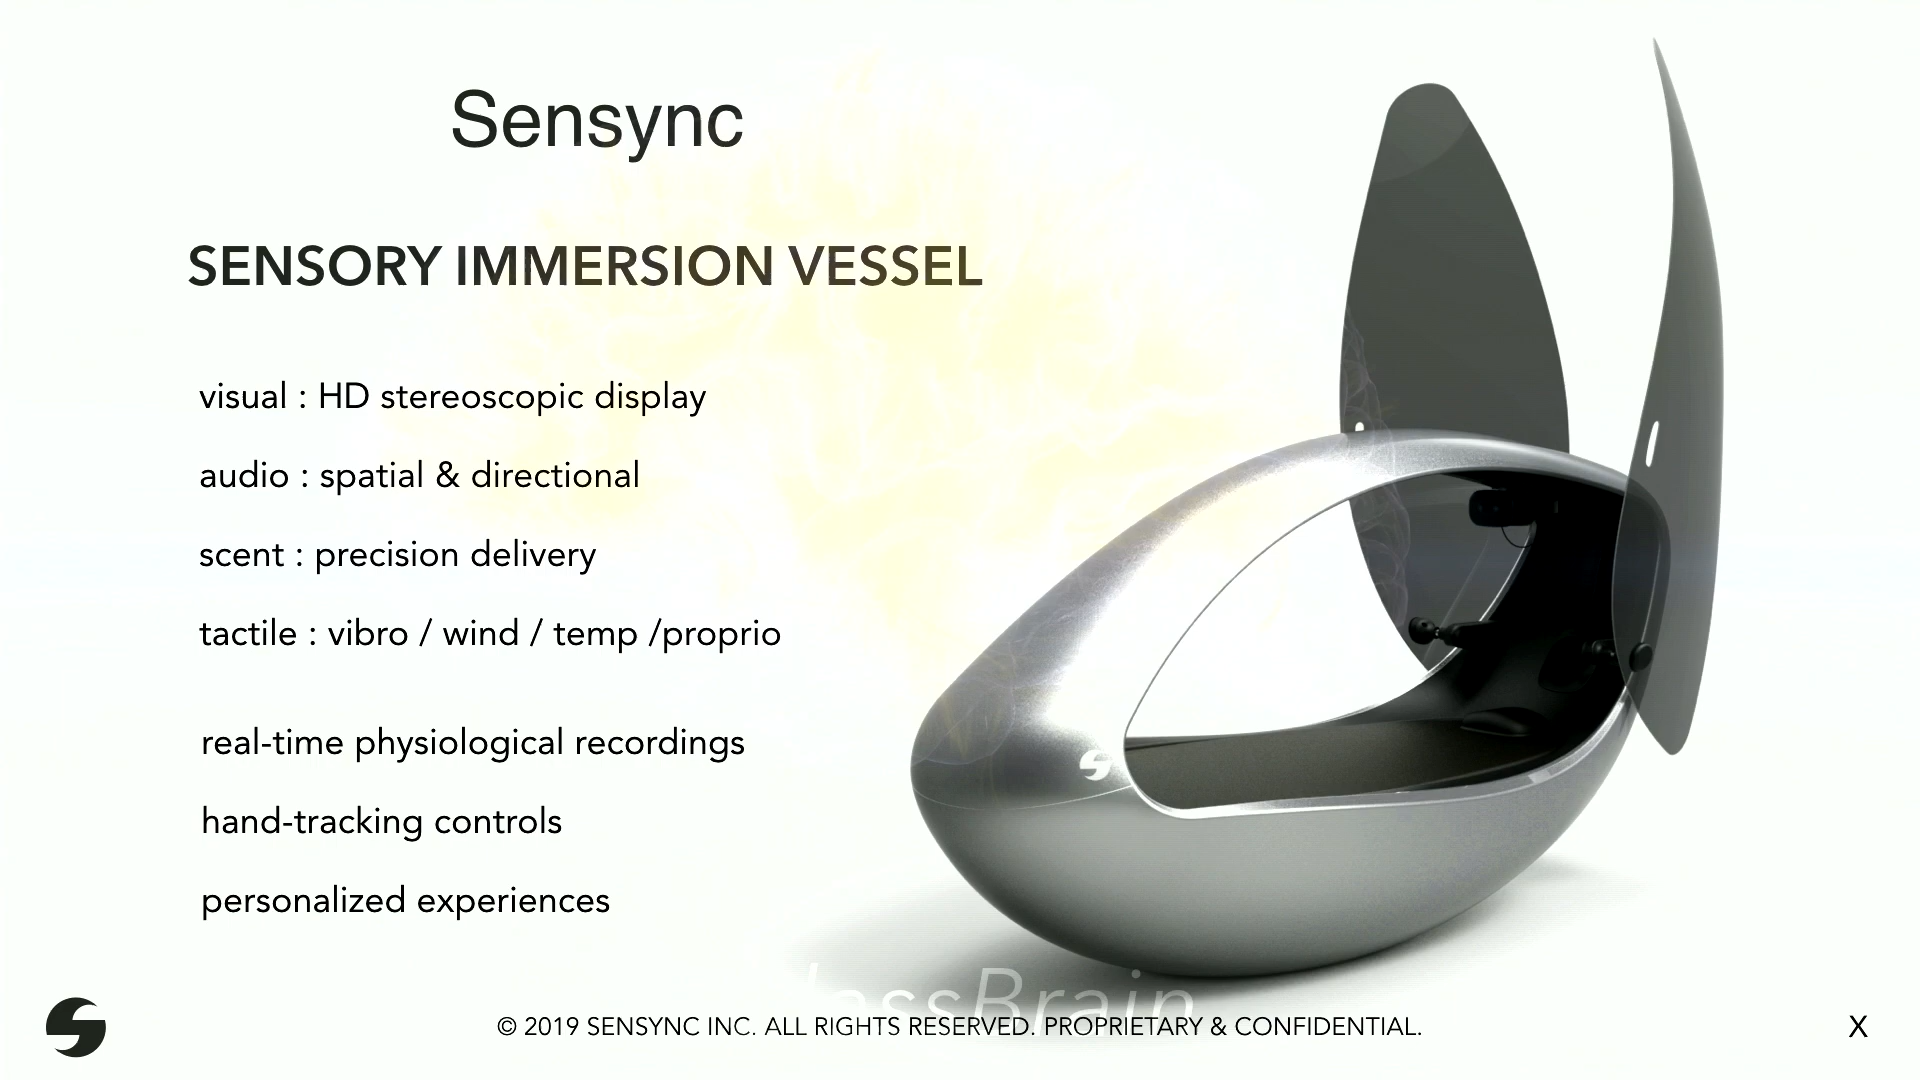 Sensync
SENSORY IMMERSION VESSEL
visual : HD stereoscopic display
audio : spatial & directional
scent : precision delivery
tactile : vibro / wind / temp /proprio
real-time physiological recordings
hand-tracking controls
personalized experiences
lassBrain
© 2019 SENSYNC INC. ALL RIGHTS RESERVED. PROPRIETARY & CONFIDENTIAL.
X